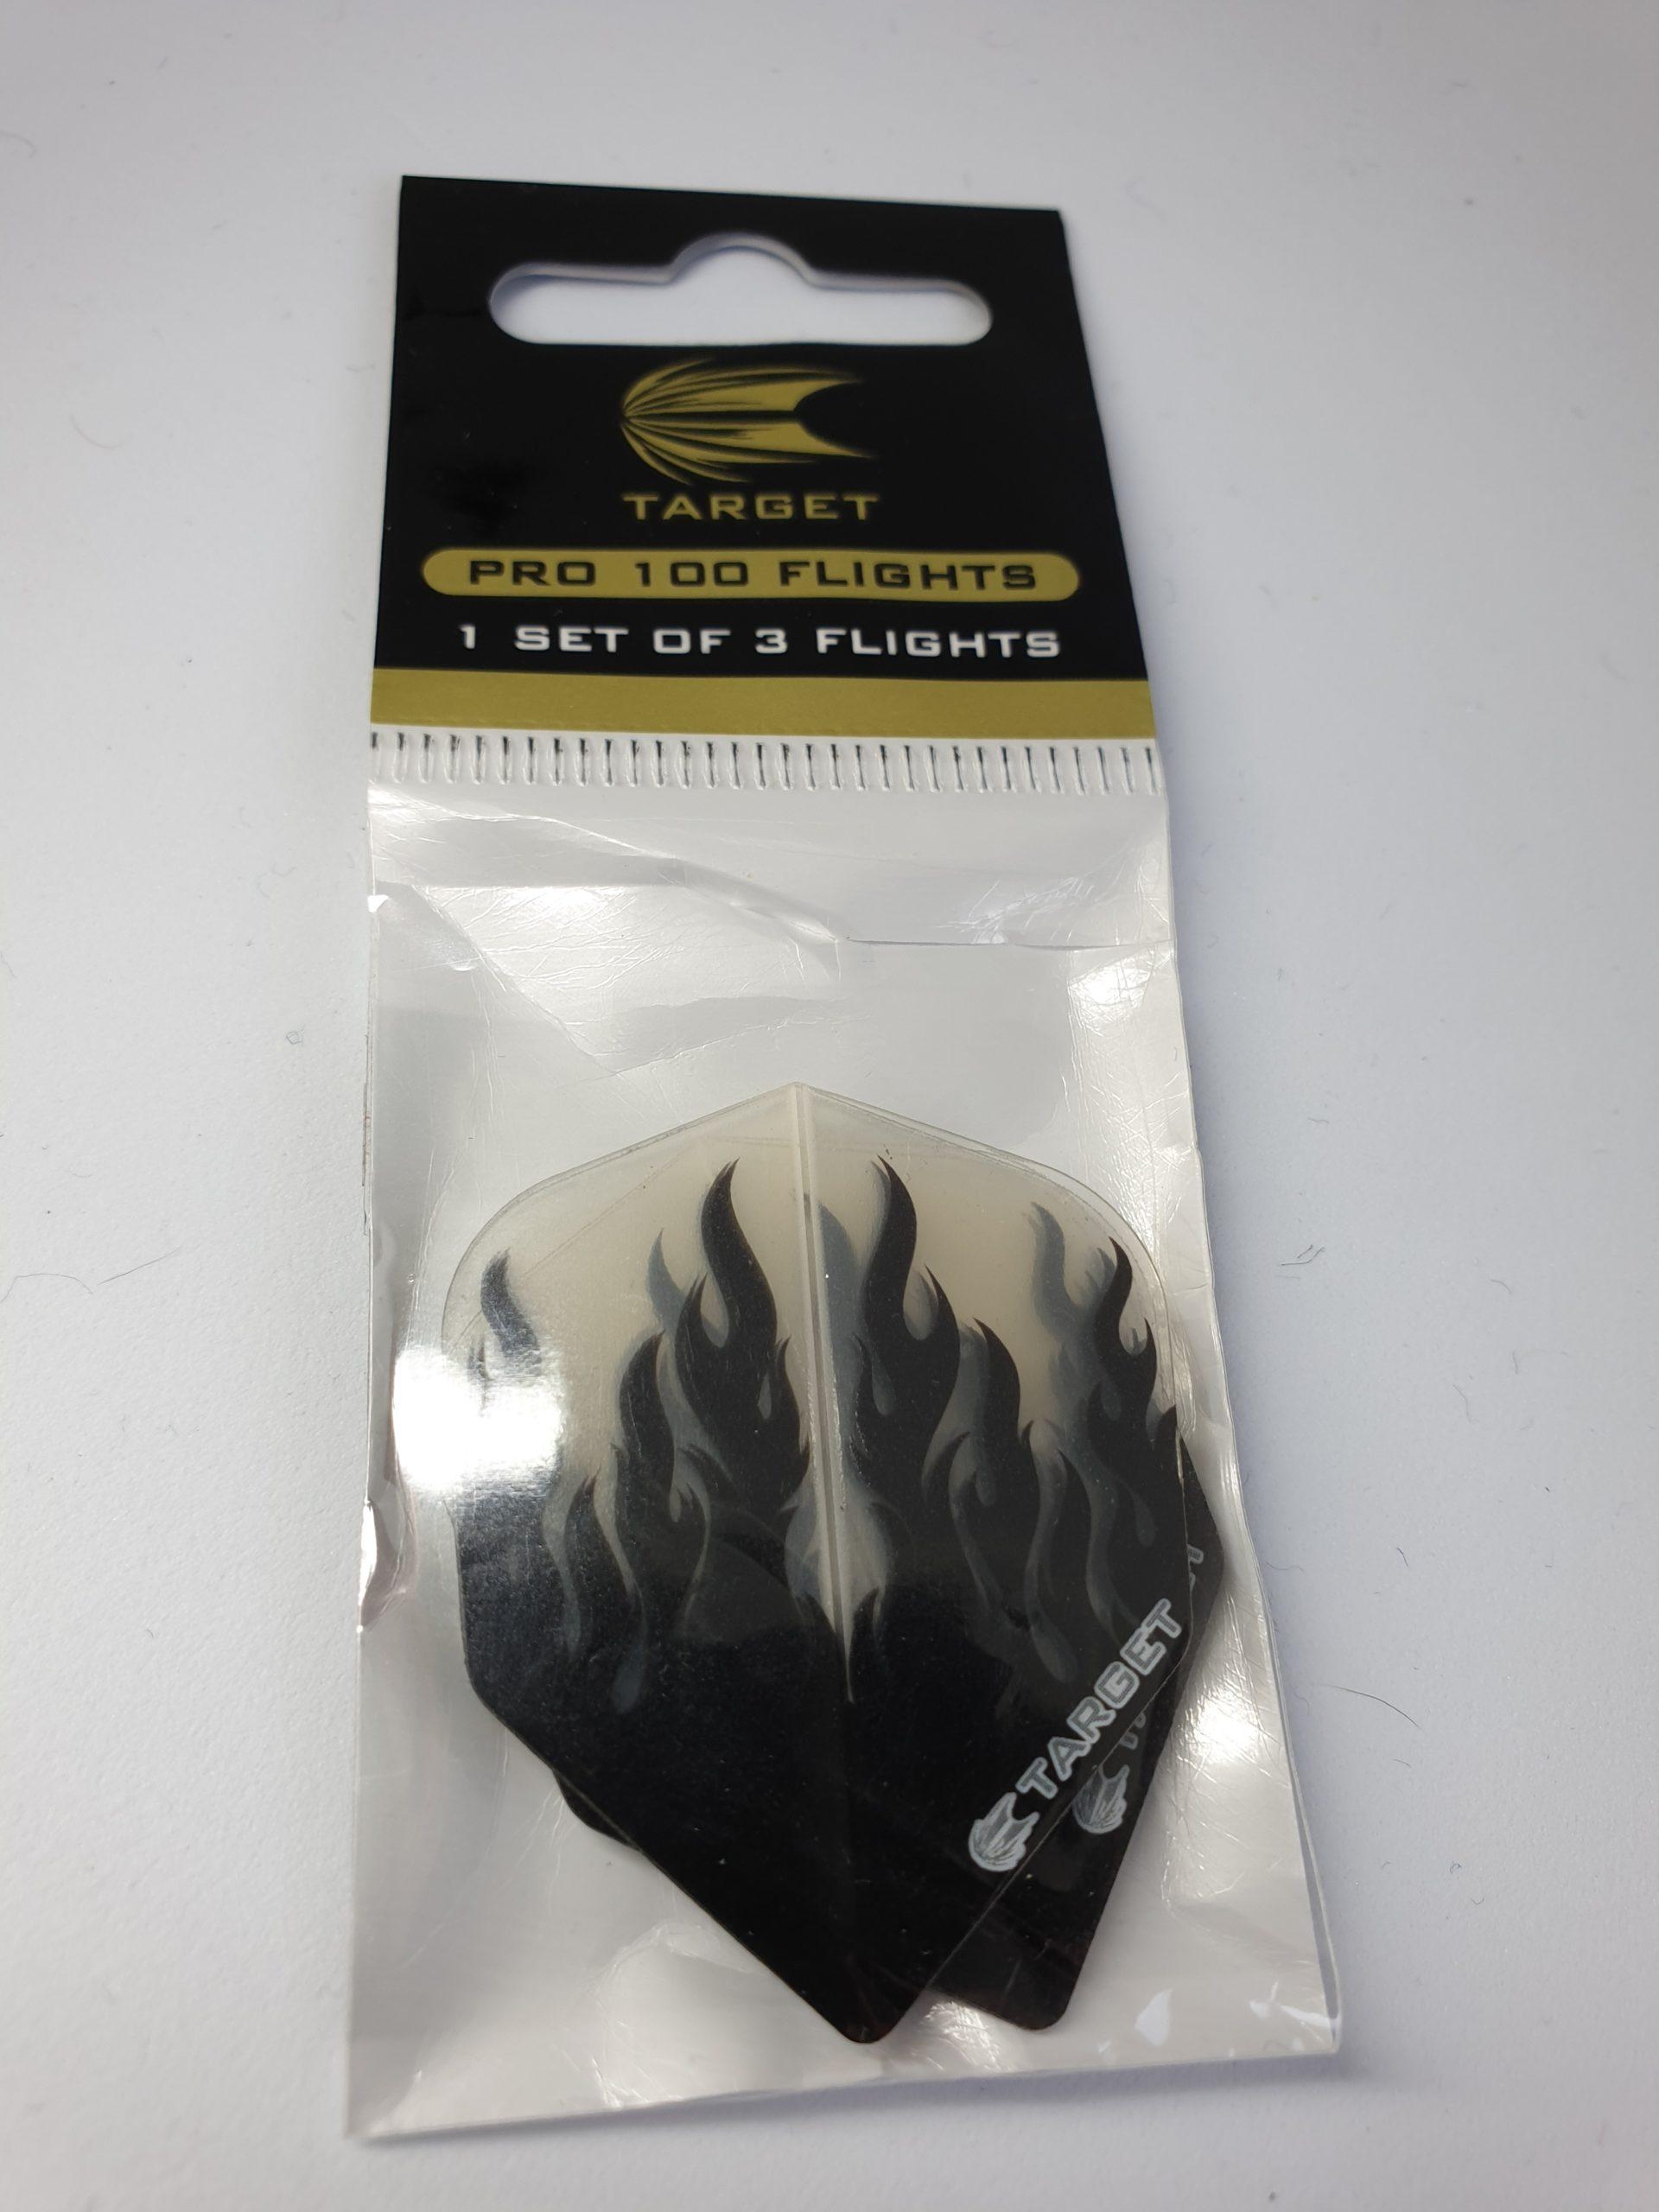 TARGET
PRO 100 FLIGHTS
1 SET OF 3 FLIGHTS
TARGET